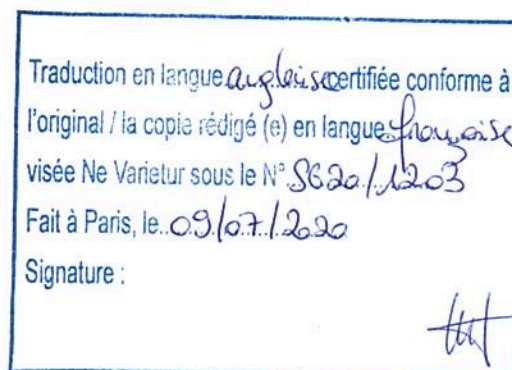 Traduction en langue anglaise certifiée conforme à
l'original / la copie rédigé (e) en langue française
visée Ne Varietur sous le N° S620/1203
Fait à Paris, le 09/07/2020
Signature :